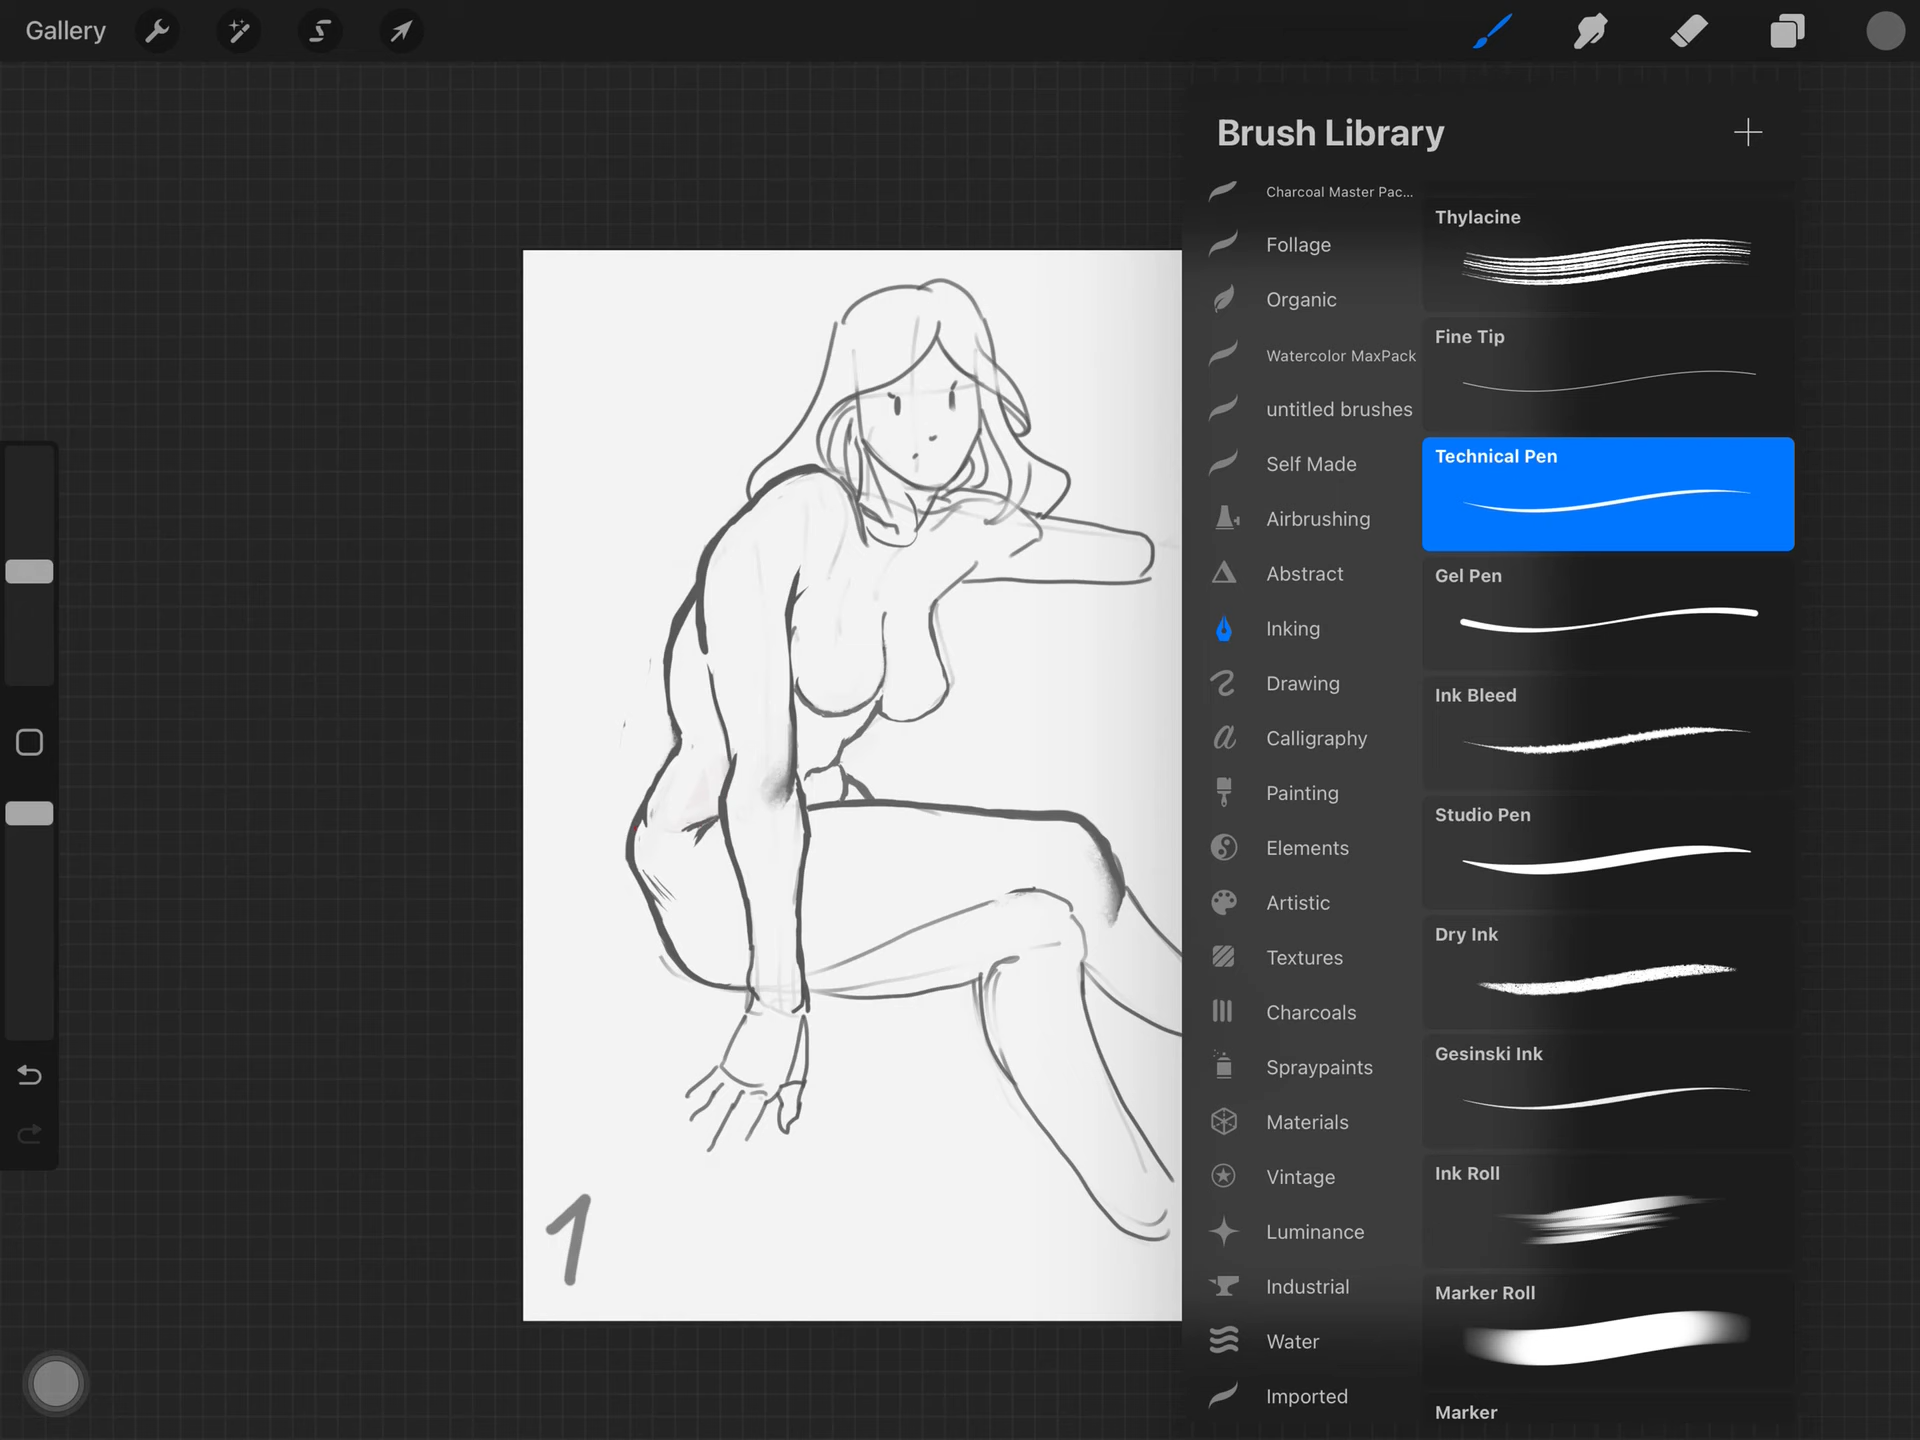 Gallery
Brush Library
Charcoal Master Pac...
Follage
Organic
Watercolor MaxPack
untitled brushes
Self Made
Airbrushing
Abstract
Inking
Drawing
Calligraphy
Painting
Elements
Artistic
Textures
Charcoals
Spraypaints
Materials
Vintage
Luminance
Industrial
Water
Imported
Thylacine
Fine Tip
Technical Pen
Gel Pen
Ink Bleed
Studio Pen
Dry Ink
Gesinski Ink
Ink Roll
Marker Roll
Marker
1